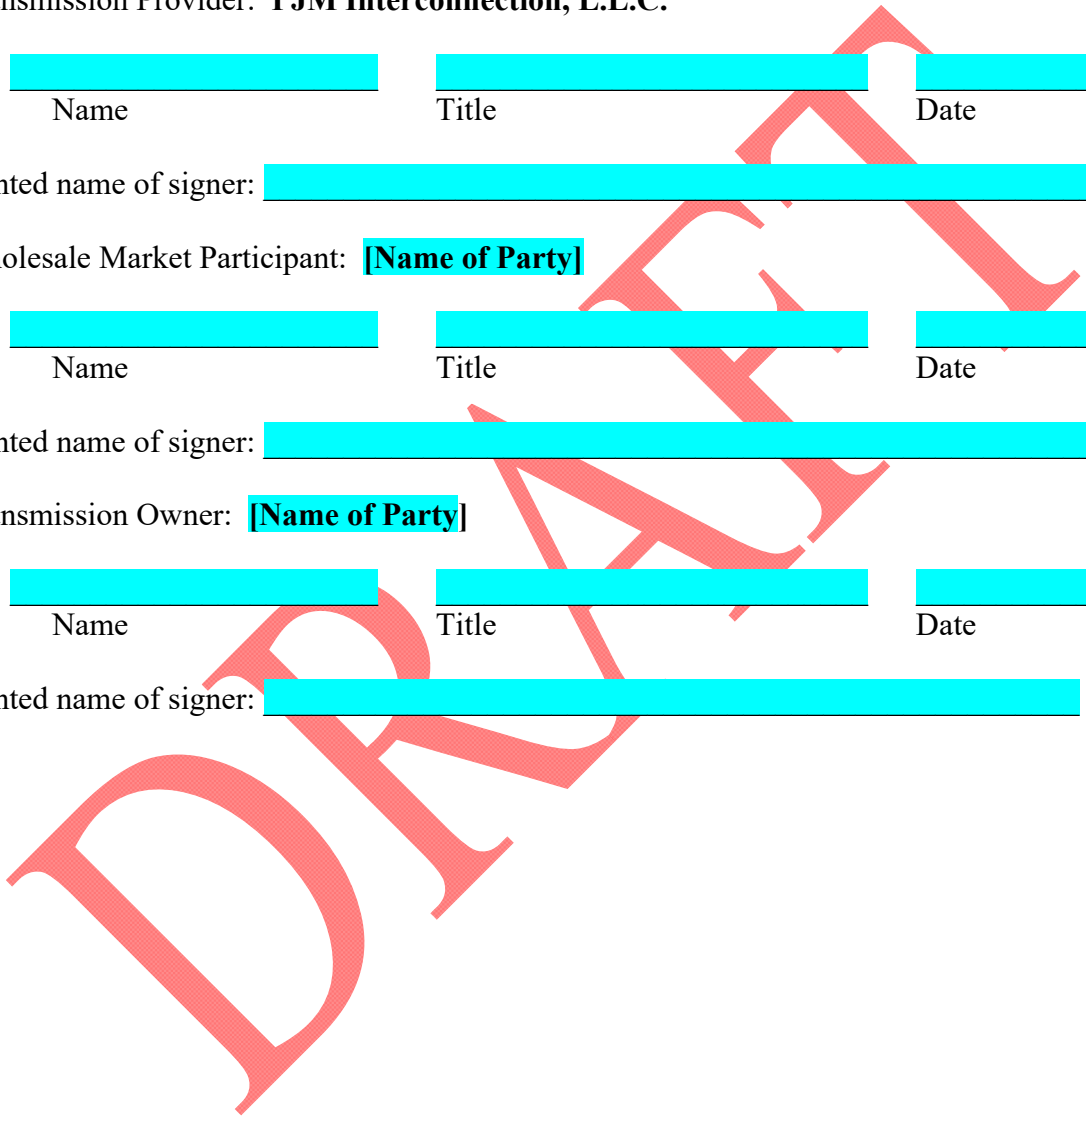 nsmission Provider: PJM Interconnection, L.L.C.
Name Title Date
nted name of signer:
olesale Market Participant: [Name of Party]
Name Title Date
nted name of signer:
nsmission Owner: [Name of Party]
Name Title Date
nted name of signer:
DRAFT